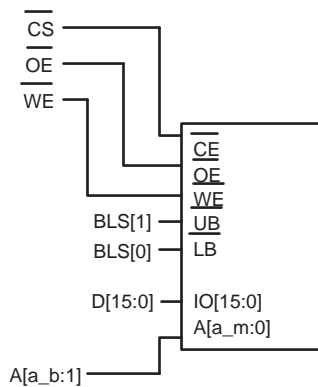 CS
OE
WE
CE
OE
WE
BLS[1] UB
BLS[0] LB
D[15:0] IO[15:0]
A[a_m:0]
A[a_b:1]